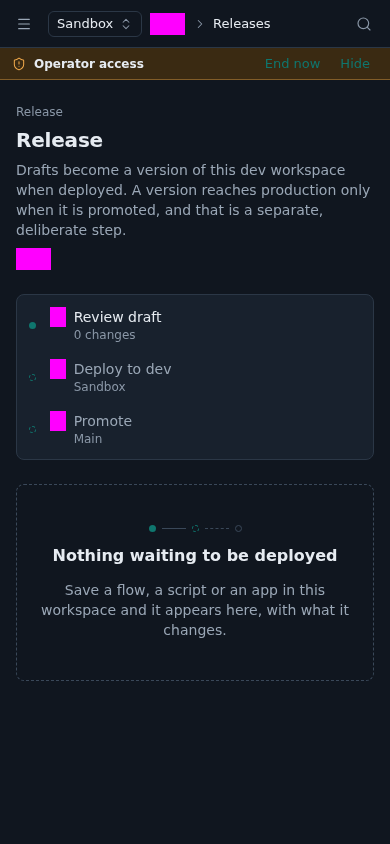 Sandbox
Releases
Operator access
End now
Hide
Release
Release
Drafts become a version of this dev workspace
when deployed. A version reaches production only
when it is promoted, and that is a separate,
deliberate step.
Review draft
0 changes
Deploy to dev
Sandbox
Promote
Main
Nothing waiting to be deployed
Save a flow, a script or an app in this
workspace and it appears here, with what it
changes.